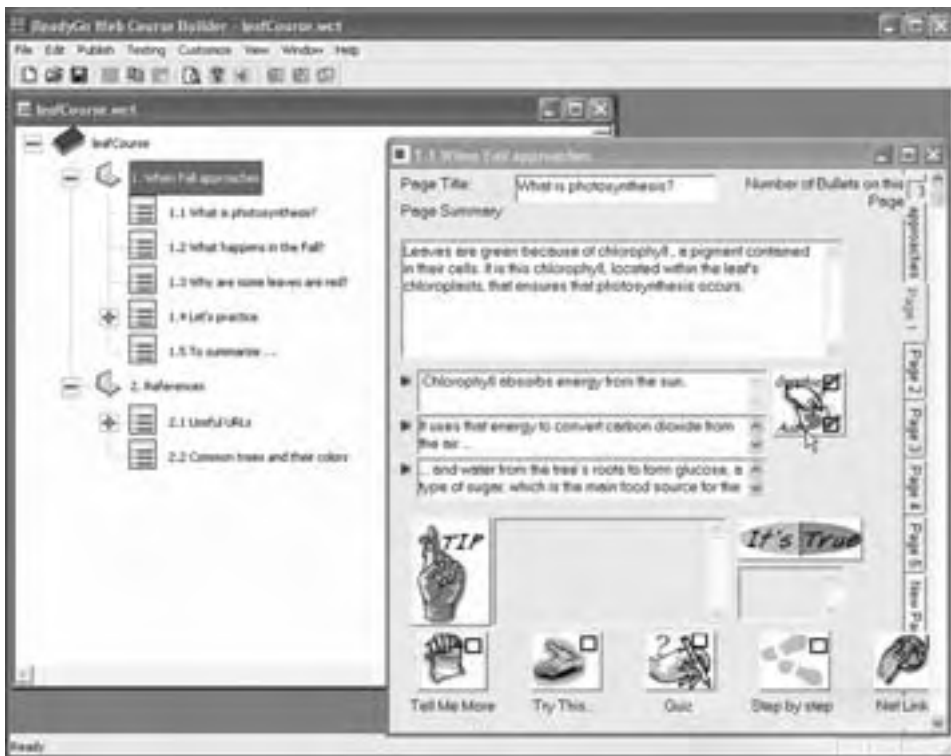 ReadyGo Web Course Builder - leafCourse.wct
File Edit Publish Testing Customize View Window Help
leafCourse.wct
leafCourse
1. When Fall approaches
1.1 What is photosynthesis?
1.2 What happens in the Fall?
1.3 Why are some leaves are red?
1.4 Let's practice
1.5 To summarize ...
2. References
2.1 Useful URLs
2.2 Common trees and their colors
1.1 When Fall approaches
Page Title:
What is photosynthesis?
Number of Bullets on this
Page
Page Summary
Leaves are green because of chlorophyll , a pigment contained
in their cells. It is this chlorophyll, located within the leaf's
chloroplasts, that ensures that photosynthesis occurs.
Chlorophyll absorbs energy from the sun.
It uses that energy to convert carbon dioxide from
the air ...
... and water from the tree's roots to form glucose, a
type of sugar, which is the main food source for the
approaches
Page 1
Page 2
Page 3
Page 4
Page 5
New Pa
TIP
It's True
Tell Me More
Try This...
Quiz
Step by step
Net Link
Ready